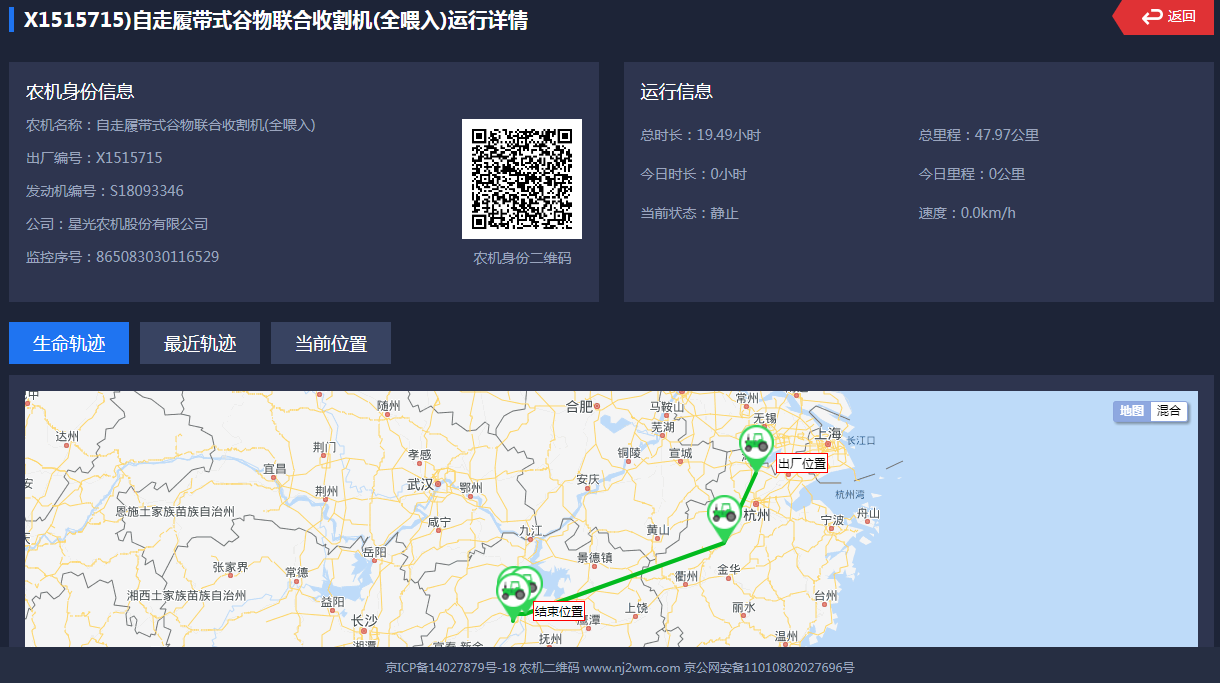 X1515715)自走履带式谷物联合收割机(全喂入)运行详情
返回
农机身份信息
农机名称：自走履带式谷物联合收割机(全喂入)
出厂编号：X1515715
发动机编号：S18093346
公司：星光农机股份有限公司
监控序号：865083030116529
农机身份二维码
运行信息
总时长：19.49小时
总里程：47.97公里
今日时长：0小时
今日里程：0公里
当前状态：静止
速度：0.0km/h
生命轨迹
最近轨迹
当前位置
地图
混合
随州
合肥
马鞍山
常州
无锡
达州
芜湖
上海
长江口
荆门
孝感
铜陵
宣城
出厂位置
宜昌
武汉
鄂州
安庆
荆州
杭州湾
恩施土家族苗族自治州
咸宁
九江
黄山
杭州
宁波
舟山
岳阳
景德镇
张家界
常德
衢州
金华
湘西土家族苗族自治州
益阳
结束位置
上饶
丽水
台州
长沙
鹰潭
抚州
温州
湘潭
宜春
新余
京ICP备14027879号-18 农机二维码 www.nj2wm.com 京公网安备11010802027696号